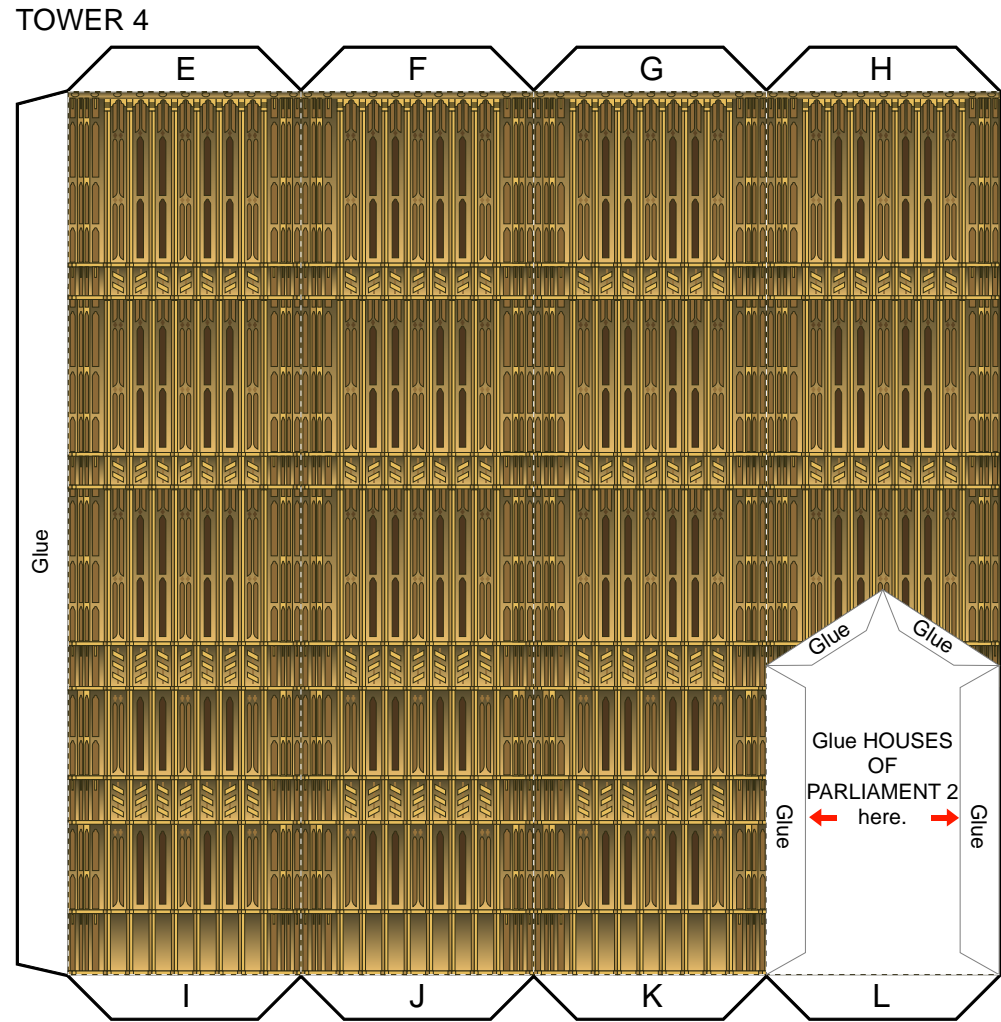 TOWER 4
E
F
G
H
Glue
Glue
Glue
Glue HOUSES
OF
PARLIAMENT 2
here.
Glue
Glue
I
J
K
L